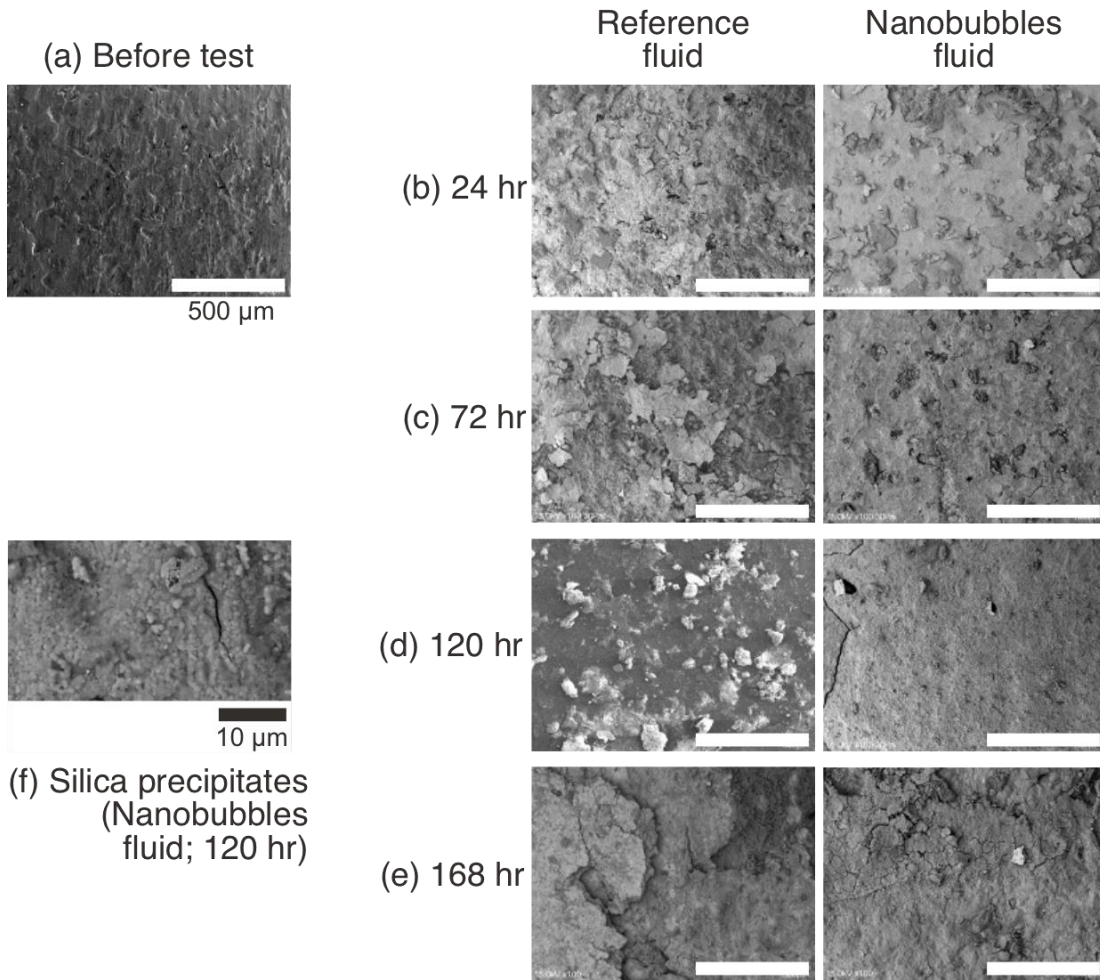 Reference
fluid
Nanobubbles
fluid
(a) Before test
500 µm
(b) 24 hr
(c) 72 hr
(d) 120 hr
10 µm
(f) Silica precipitates
(Nanobubbles
fluid; 120 hr)
(e) 168 hr